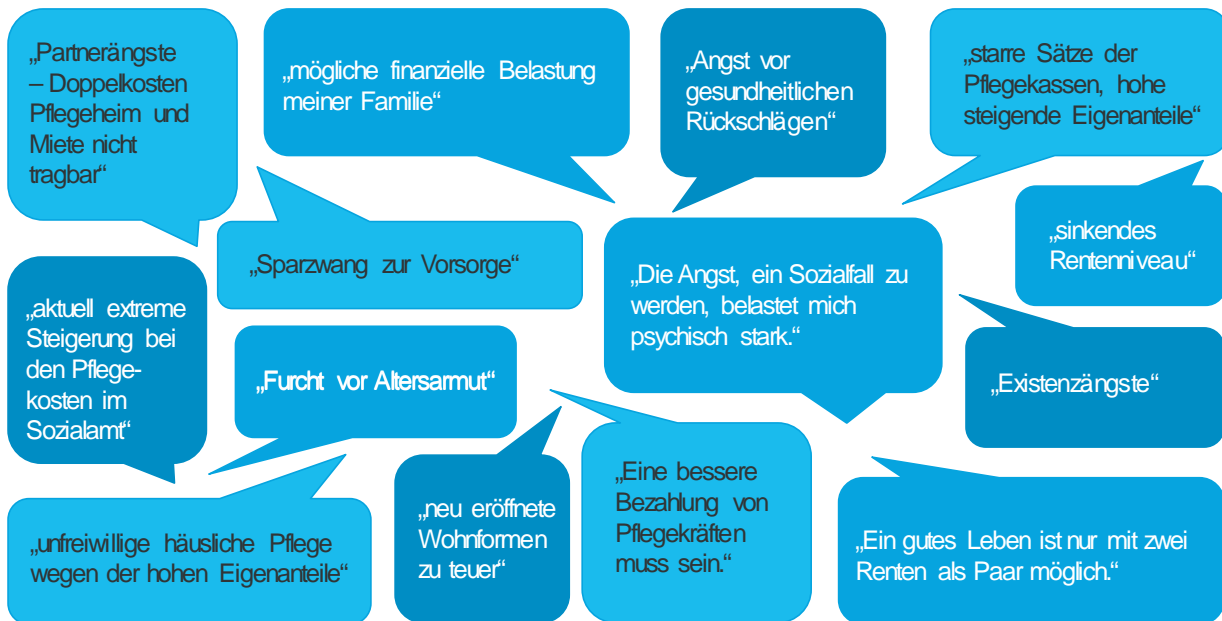 „Partnerängste
– Doppelkosten
Pflegeheim und
Miete nicht
tragbar“
„mögliche finanzielle Belastung
meiner Familie“
„Angst vor
gesundheitlichen
Rückschlägen“
„starre Sätze der
Pflegekassen, hohe
steigende Eigenanteile“
„Sparzwang zur Vorsorge“
„Die Angst, ein Sozialfall zu
werden, belastet mich
psychisch stark.“
„sinkendes
Rentenniveau“
„aktuell extreme
Steigerung bei
den Pflege-
kosten im
Sozialamt“
„Furcht vor Altersarmut“
„Existenzängste“
„unfreiwillige häusliche Pflege
wegen der hohen Eigenanteile“
„neu eröffnete
Wohnformen
zu teuer“
„Eine bessere
Bezahlung von
Pflegekräften
muss sein.“
„Ein gutes Leben ist nur mit zwei
Renten als Paar möglich.“